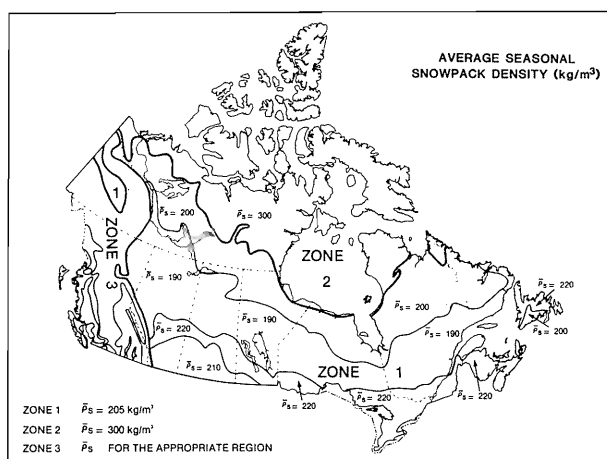 AVERAGE SEASONAL
SNOWPACK DENSITY (kg/m³)
1
ZONE 3
p̄s = 200
p̄s = 300
ZONE
2
p̄s = 190
p̄s = 200
p̄s = 220
p̄s = 200
p̄s = 190
p̄s = 190
p̄s = 220
ZONE 1
p̄s = 210
p̄s = 220
p̄s = 220
p̄s = 220
ZONE 1 p̄s = 205 kg/m³
ZONE 2 p̄s = 300 kg/m³
ZONE 3 p̄s FOR THE APPROPRIATE REGION